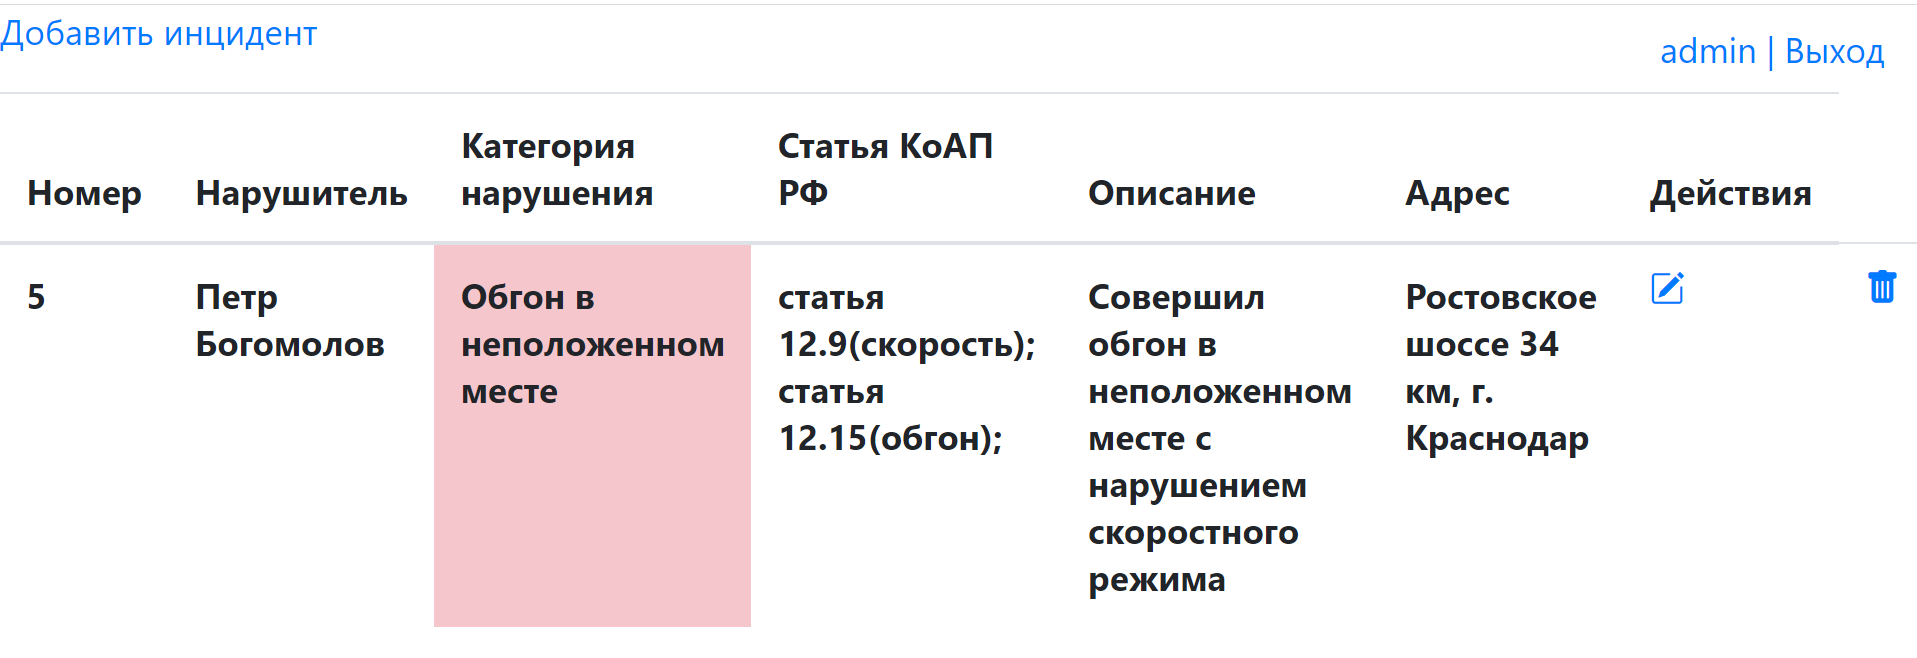 Добавить инцидент
admin | Выход
Номер
Нарушитель
Категория
нарушения
Статья КоАП
РФ
Описание
Адрес
Действия
5
Петр
Богомолов
Обгон в
неположенном
месте
статья
12.9(скорость);
статья
12.15(обгон);
Совершил
обгон в
неположенном
месте с
нарушением
скоростного
режима
Ростовское
шоссе 34
км, г.
Краснодар